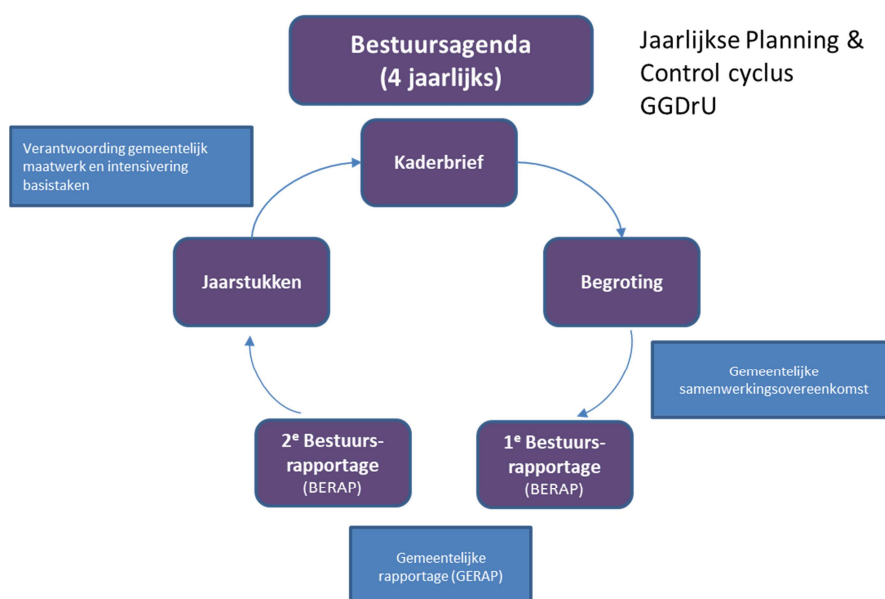 Bestuursagenda
(4 jaarlijks)
Jaarlijkse Planning &
Control cyclus
GGDrU
Verantwoording gemeentelijk
maatwerk en intensivering
basistaken
Kaderbrief
Jaarstukken
Begroting
Gemeentelijke
samenwerkingsovereenkomst
2e Bestuurs-
rapportage
(BERAP)
1e Bestuurs-
rapportage
(BERAP)
Gemeentelijke
rapportage (GERAP)